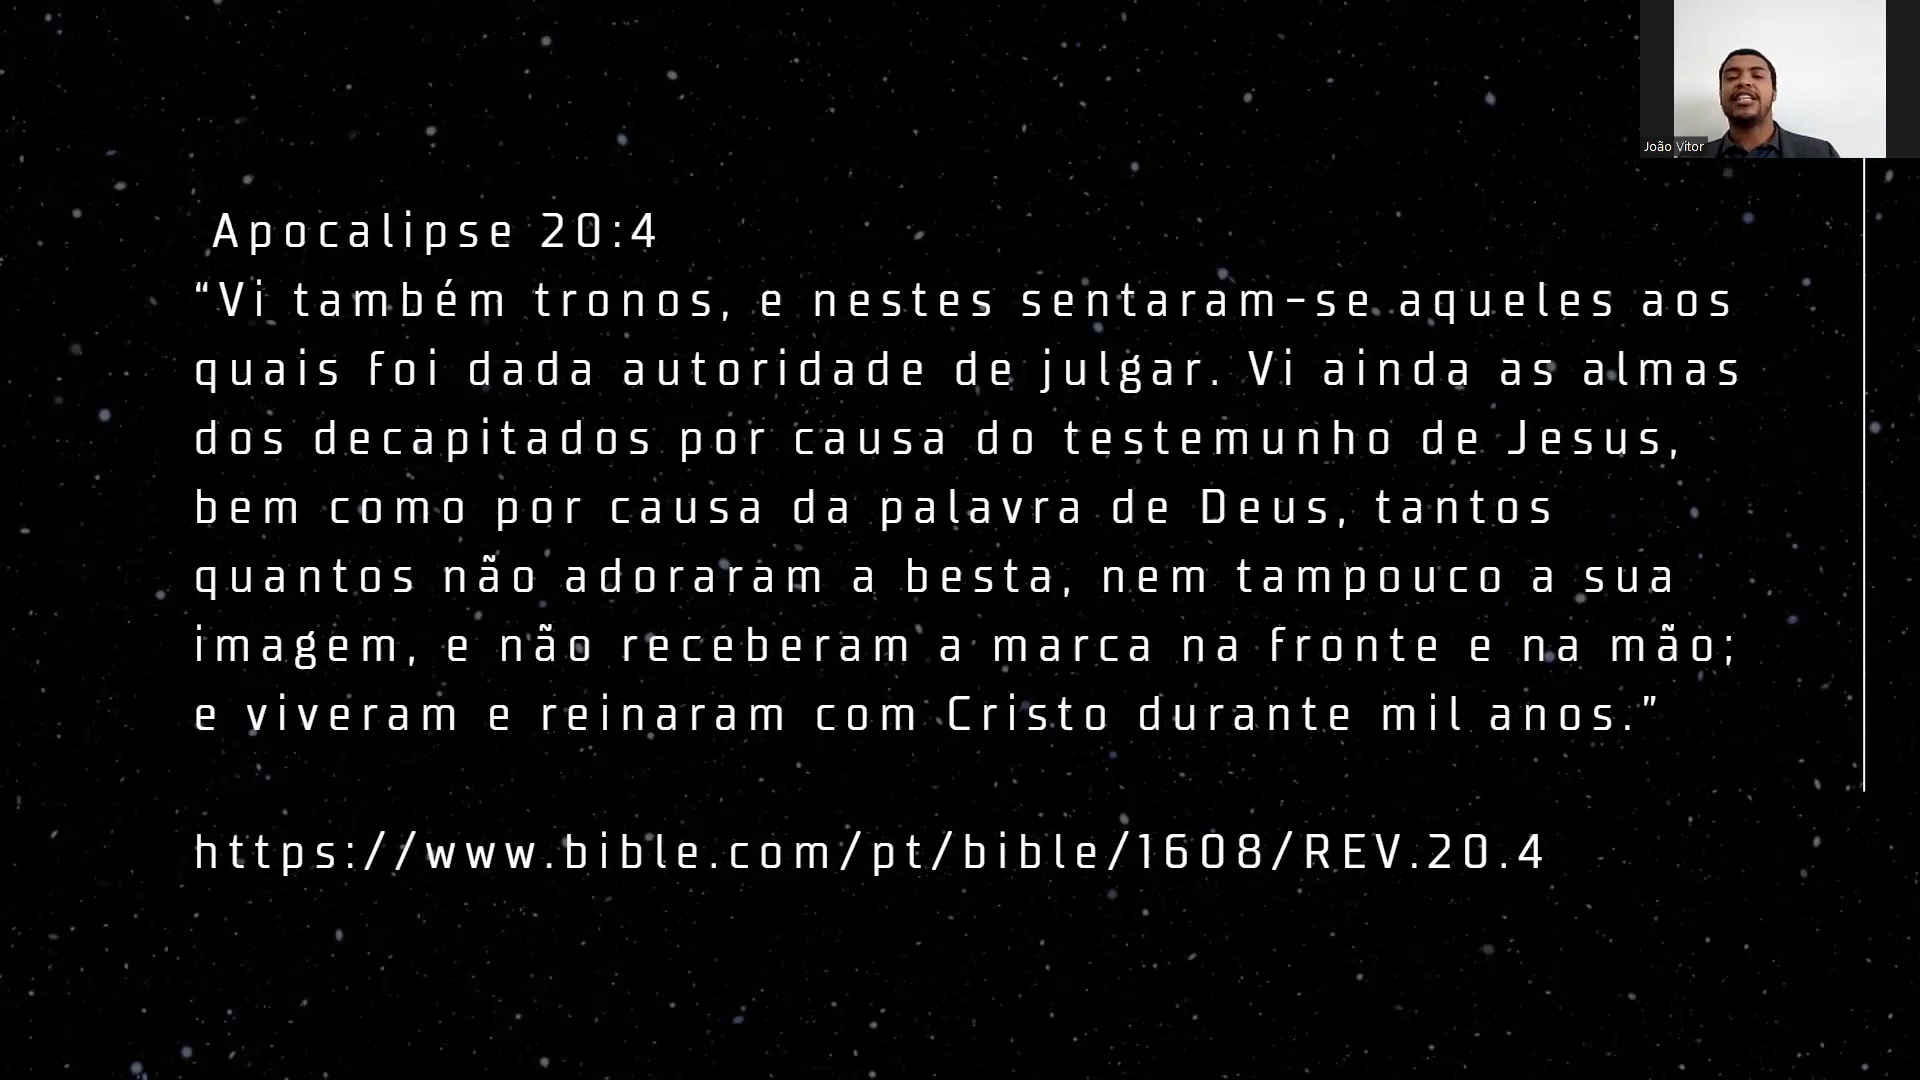 João Vitor
Apocalipse 20:4
“Vi também tronos, e nestes sentaram-se aqueles aos
quais foi dada autoridade de julgar. Vi ainda as almas
dos decapitados por causa do testemunho de Jesus,
bem como por causa da palavra de Deus, tantos
quantos não adoraram a besta, nem tampouco a sua
imagem, e não receberam a marca na fronte e na mão;
e viveram e reinaram com Cristo durante mil anos.”
https://www.bible.com/pt/bible/1608/REV.20.4